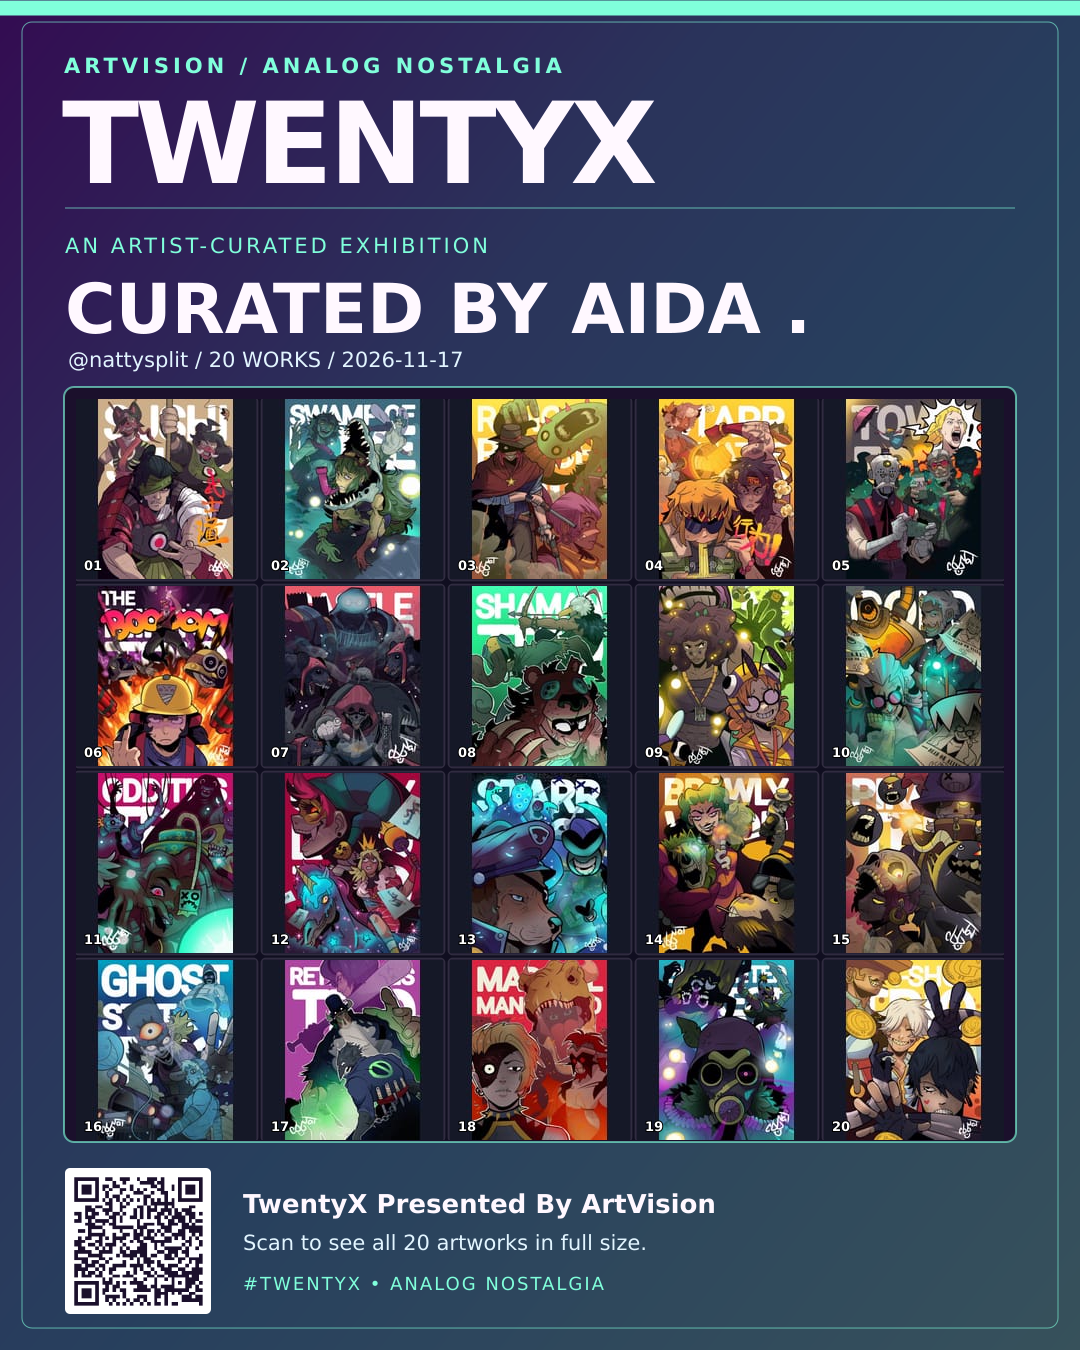 ARTVISION / ANALOG NOSTALGIA
TWENTYX
AN ARTIST-CURATED EXHIBITION
CURATED BY AIDA .
@nattysplit / 20 WORKS / 2026-11-17
01
02
03
04
05
THE
06
07
08
09
10
11
12
STARR
13
14
15
GHOST
16
17
18
19
20
TwentyX Presented By ArtVision
Scan to see all 20 artworks in full size.
#TWENTYX • ANALOG NOSTALGIA